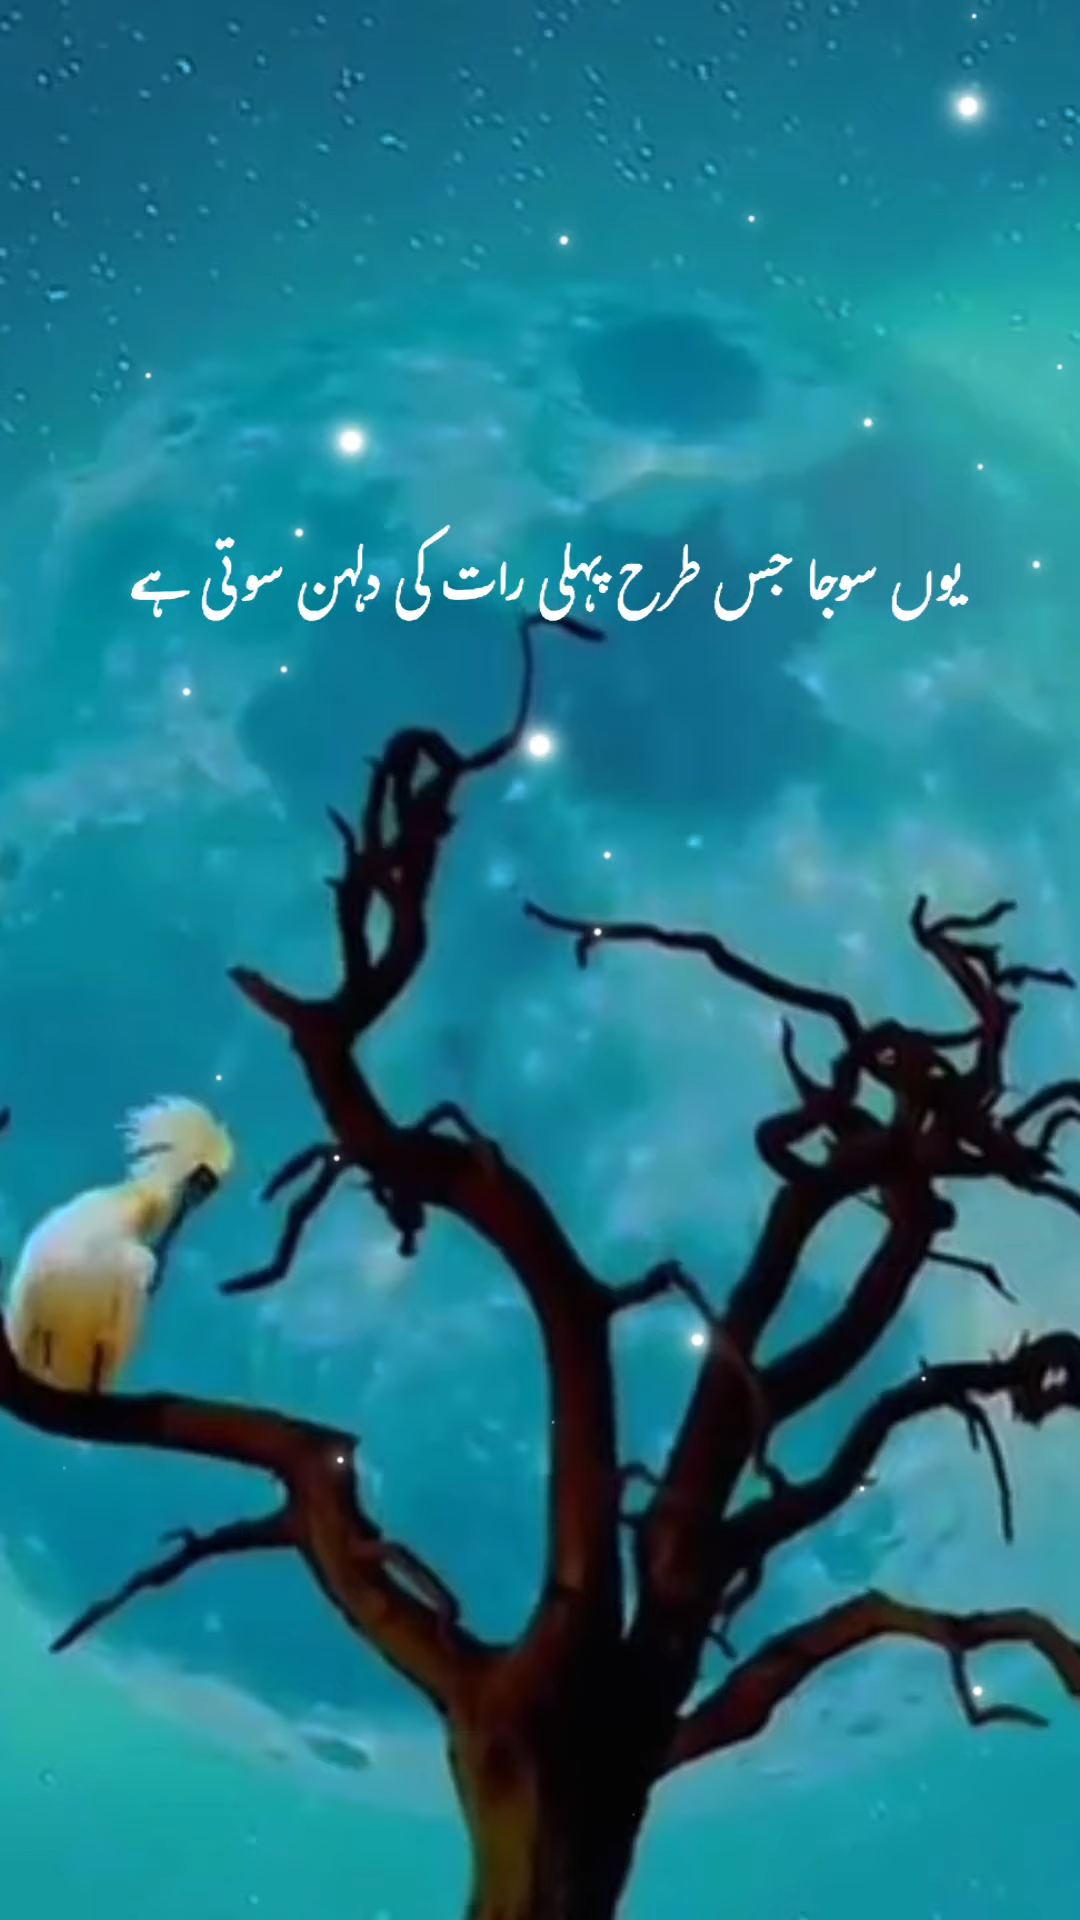 یوں سوجا جس طرح پہلی رات کی دلہن سوتی ہے